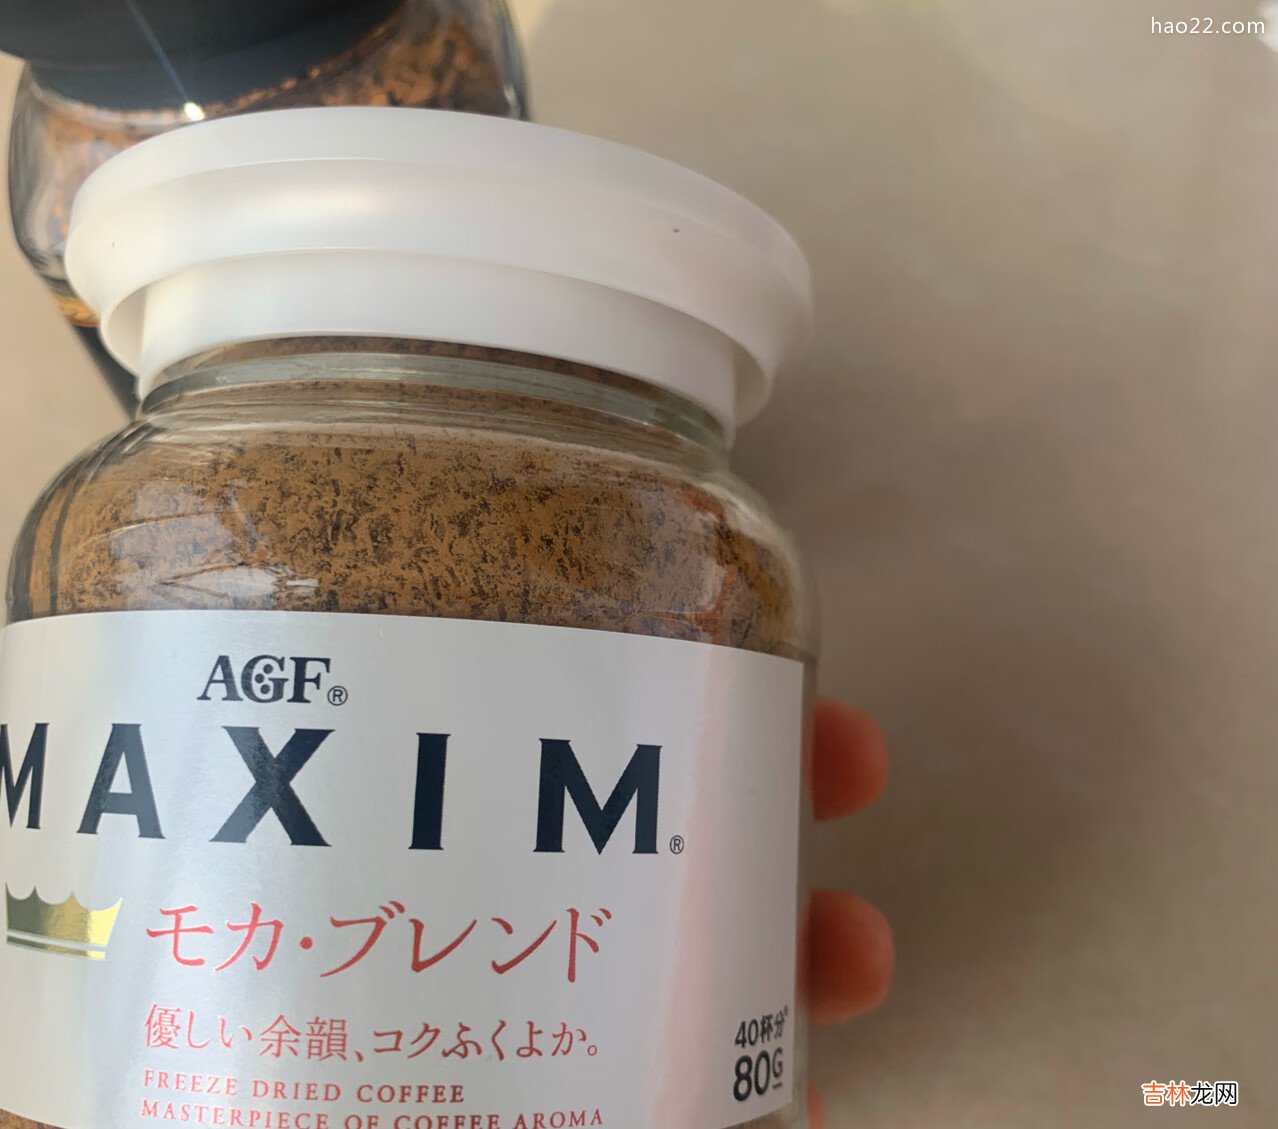 hao22.com
AGF®
MAXIM®
モカ・ブレンド
優しい余韻、コクふくよか。
40杯分*
80G
FREEZE DRIED COFFEE
MASTERPIECE OF COFFEE AROMA
吉林龙网